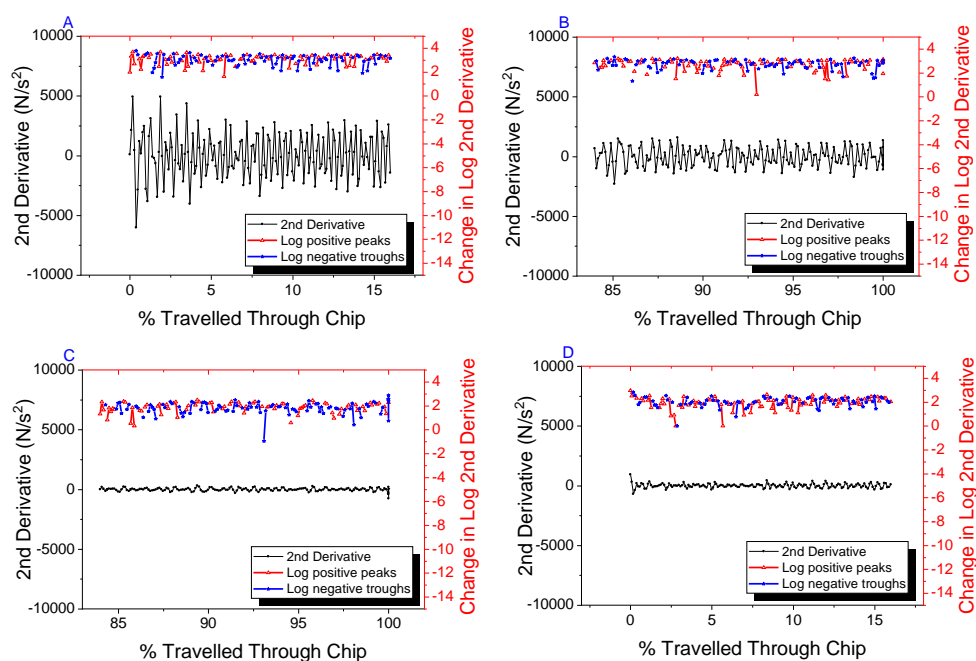 A
10000
5000
0
-5000
-10000
2nd Derivative (N/s²)
4
2
0
-2
-4
-6
-8
-10
-12
-14
Change in Log 2nd Derivative
2nd Derivative
Log positive peaks
Log negative troughs
0 5 10 15
% Travelled Through Chip
B
10000
5000
0
-5000
-10000
2nd Derivative (N/s²)
4
2
0
-2
-4
-6
-8
-10
-12
-14
Change in Log 2nd Derivative
2nd Derivative
Log positive peaks
Log negative troughs
85 90 95 100
% Travelled Through Chip
C
10000
5000
0
-5000
-10000
2nd Derivative (N/s²)
4
2
0
-2
-4
-6
-8
-10
-12
-14
Change in Log 2nd Derivative
2nd Derivative
Log positive peaks
Log negative troughs
85 90 95 100
% Travelled Through Chip
D
10000
5000
0
-5000
-10000
2nd Derivative (N/s²)
4
2
0
-2
-4
-6
-8
-10
-12
-14
Change in Log 2nd Derivative
2nd Derivative
Log positive peaks
Log negative troughs
0 5 10 15
% Travelled Through Chip